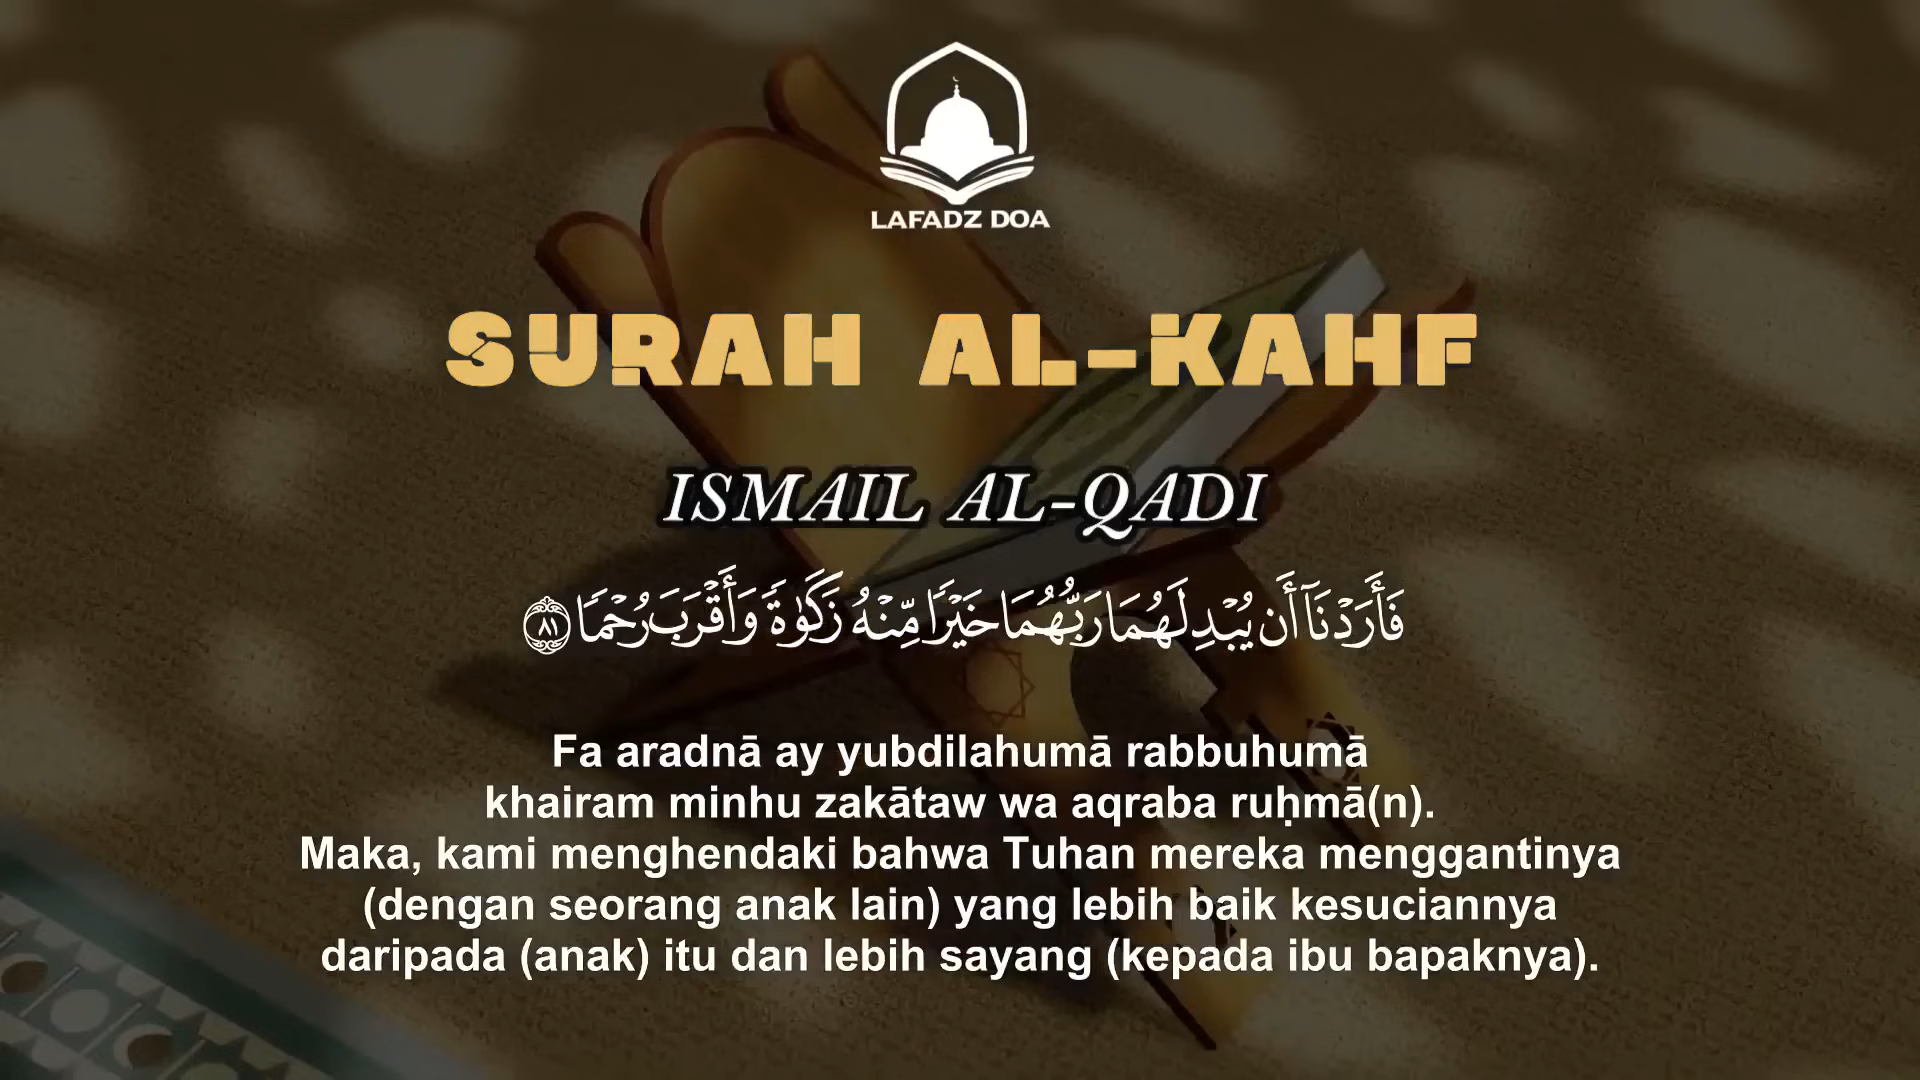 LAFADZ DOA
SURAH AL-KAHF
ISMAIL AL-QADI
فَأَرَدْنَآ أَن يُبْدِلَهُمَا رَبُّهُمَا خَيْرًا مِّنْهُ زَكَوٰةً وَأَقْرَبَ رُحْمًا ٨١
Fa aradnā ay yubdilahumā rabbuhumā
khairam minhu zakātaw wa aqraba ruḥmā(n).
Maka, kami menghendaki bahwa Tuhan mereka menggantinya
(dengan seorang anak lain) yang lebih baik kesuciannya
daripada (anak) itu dan lebih sayang (kepada ibu bapaknya).